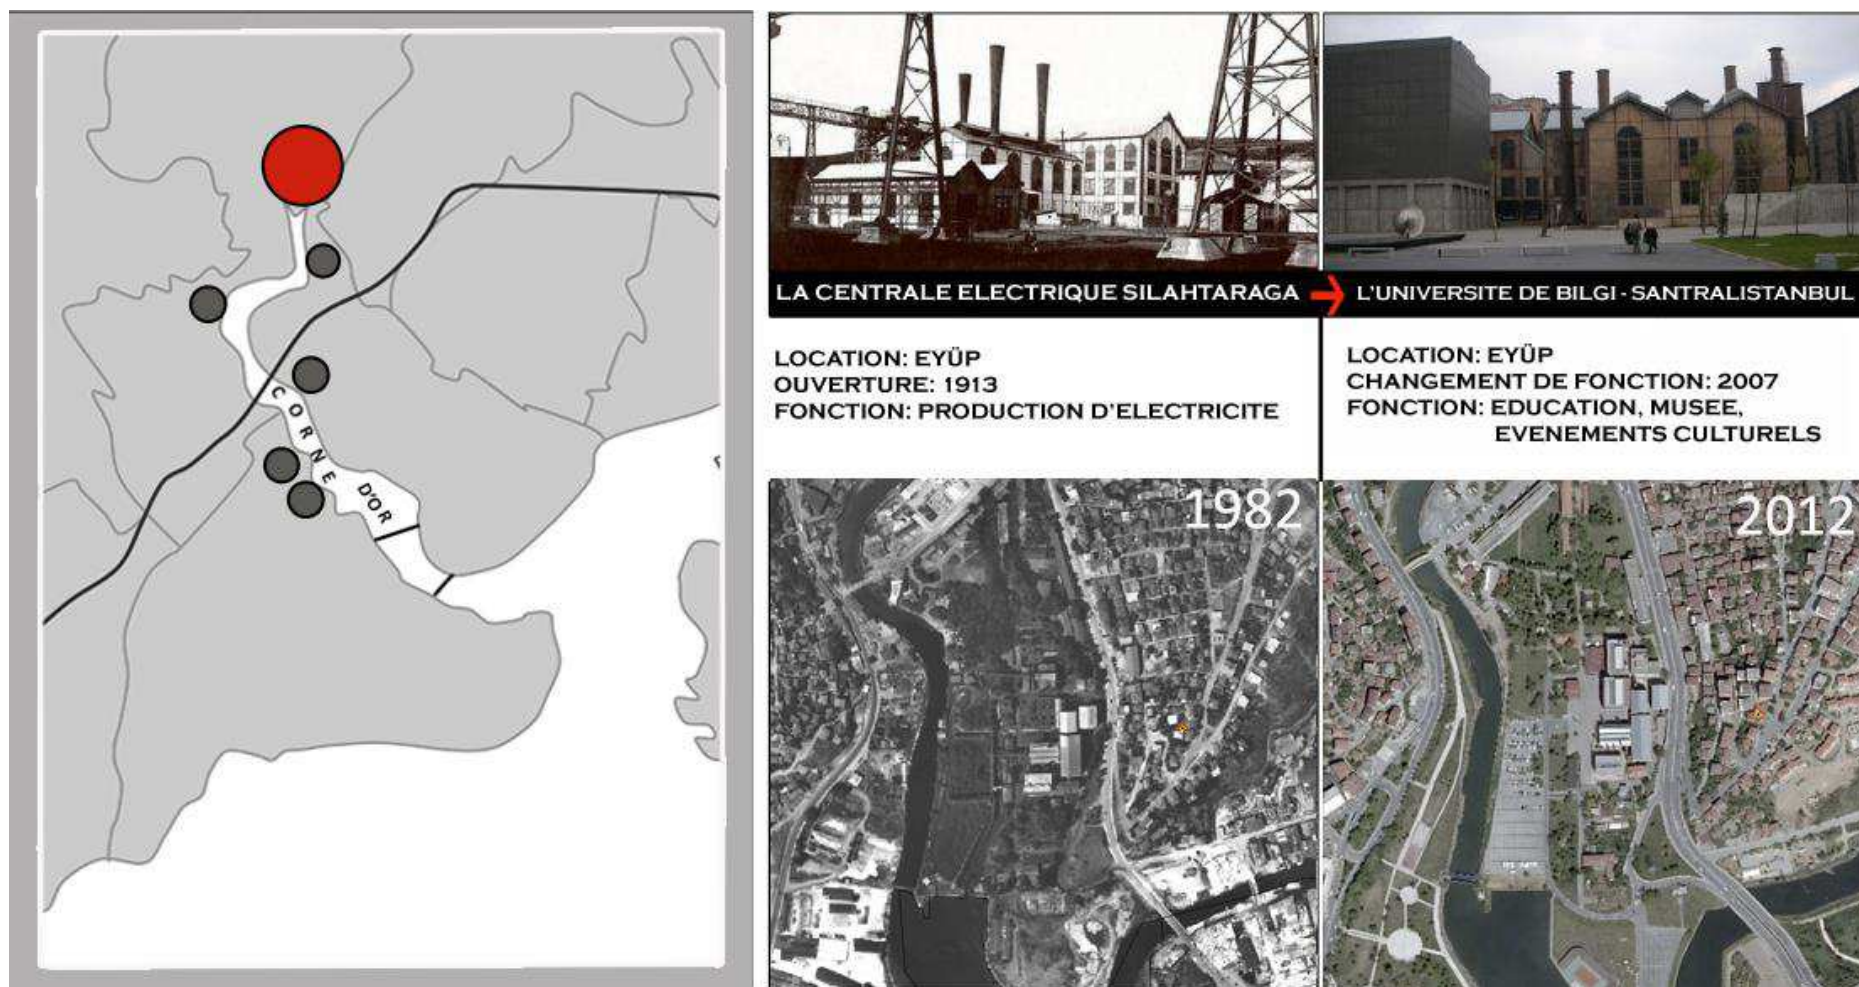 CORNE
D'OR
LA CENTRALE ELECTRIQUE SILAHTARAGA
L'UNIVERSITE DE BILGI - SANTRALISTANBUL
LOCATION: EYÜP
OUVERTURE: 1913
FONCTION: PRODUCTION D'ELECTRICITE
LOCATION: EYÜP
CHANGEMENT DE FONCTION: 2007
FONCTION: EDUCATION, MUSEE,
EVENEMENTS CULTURELS
1982
2012